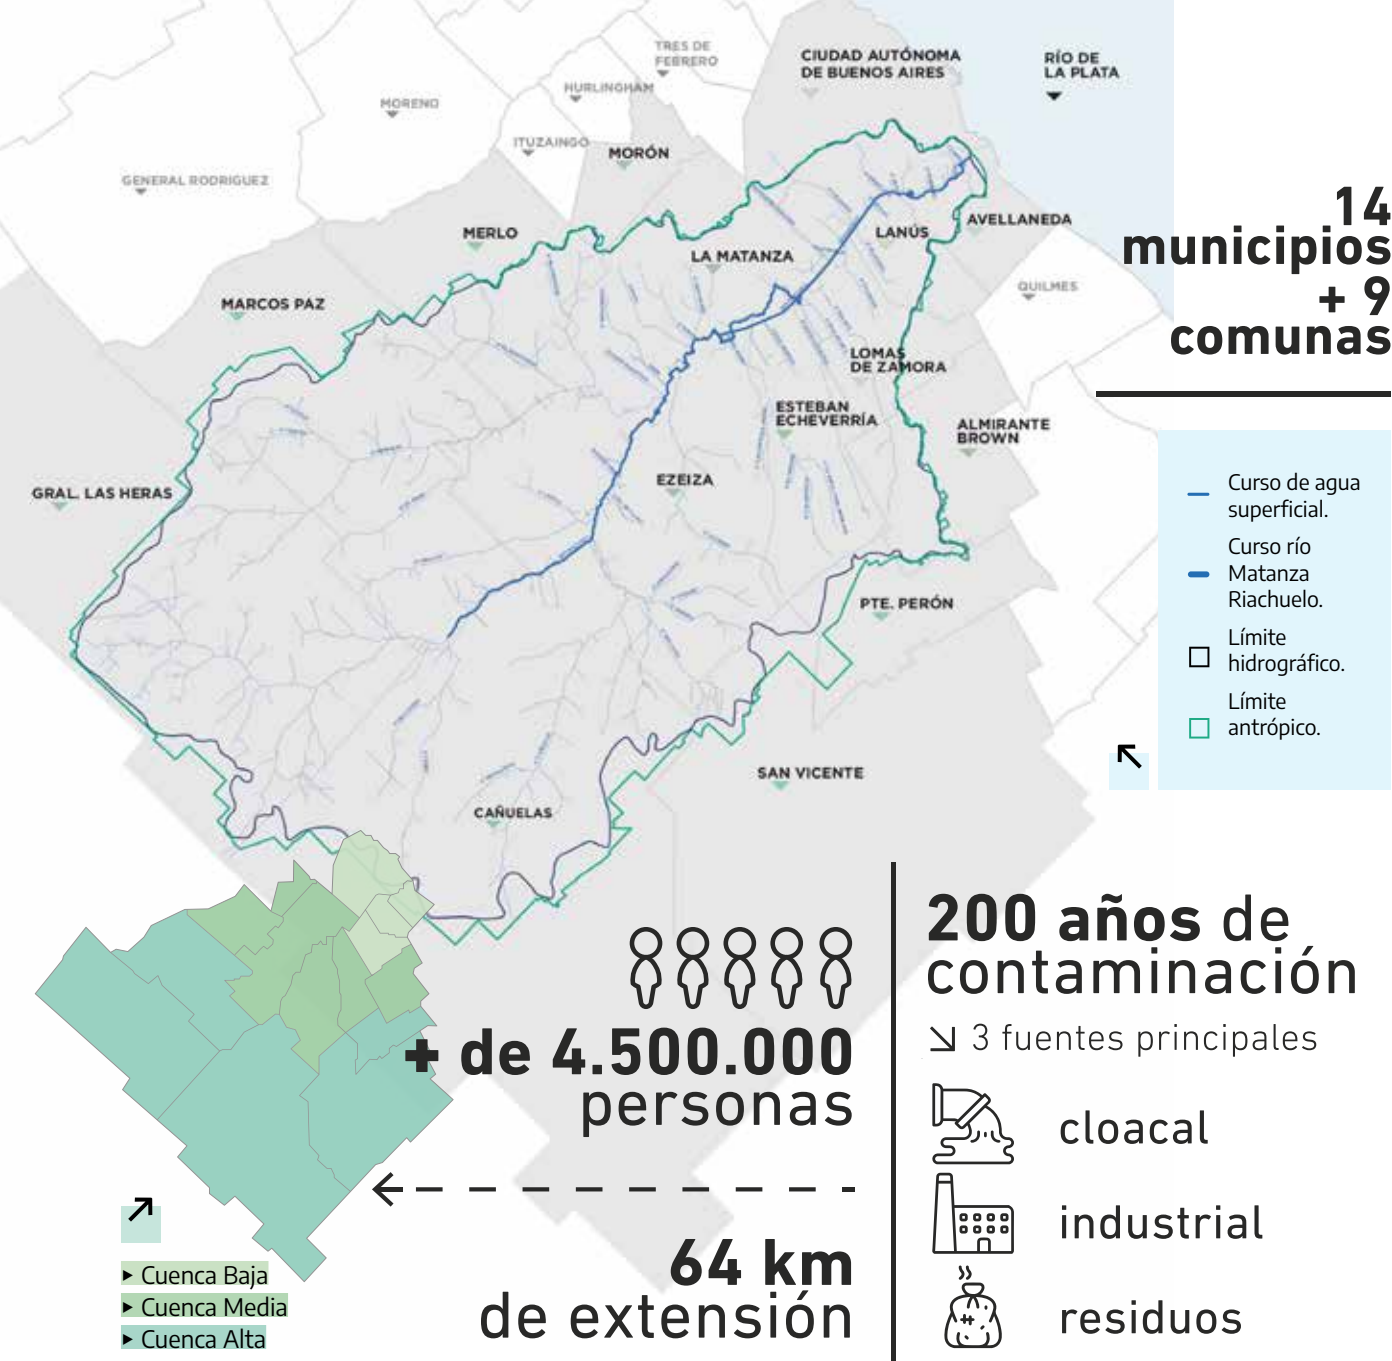 TRES DE
FEBRERO
CIUDAD AUTÓNOMA
DE BUENOS AIRES
RÍO DE
LA PLATA
HURLINGHAM
MORENO
ITUZAINGO
MORÓN
GENERAL RODRIGUEZ
MERLO
LANÚS
AVELLANEDA
LA MATANZA
QUILMES
MARCOS PAZ
LOMAS
DE ZAMORA
ESTEBAN
ECHEVERRÍA
ALMIRANTE
BROWN
EZEIZA
GRAL. LAS HERAS
PTE. PERÓN
SAN VICENTE
CAÑUELAS
14
municipios
+ 9
comunas
Curso de agua
superficial.
Curso río
Matanza
Riachuelo.
Límite
hidrográfico.
Límite
antrópico.
+ de 4.500.000
personas
64 km
de extensión
Cuenca Baja
Cuenca Media
Cuenca Alta
200 años de
contaminación
3 fuentes principales
cloacal
industrial
residuos